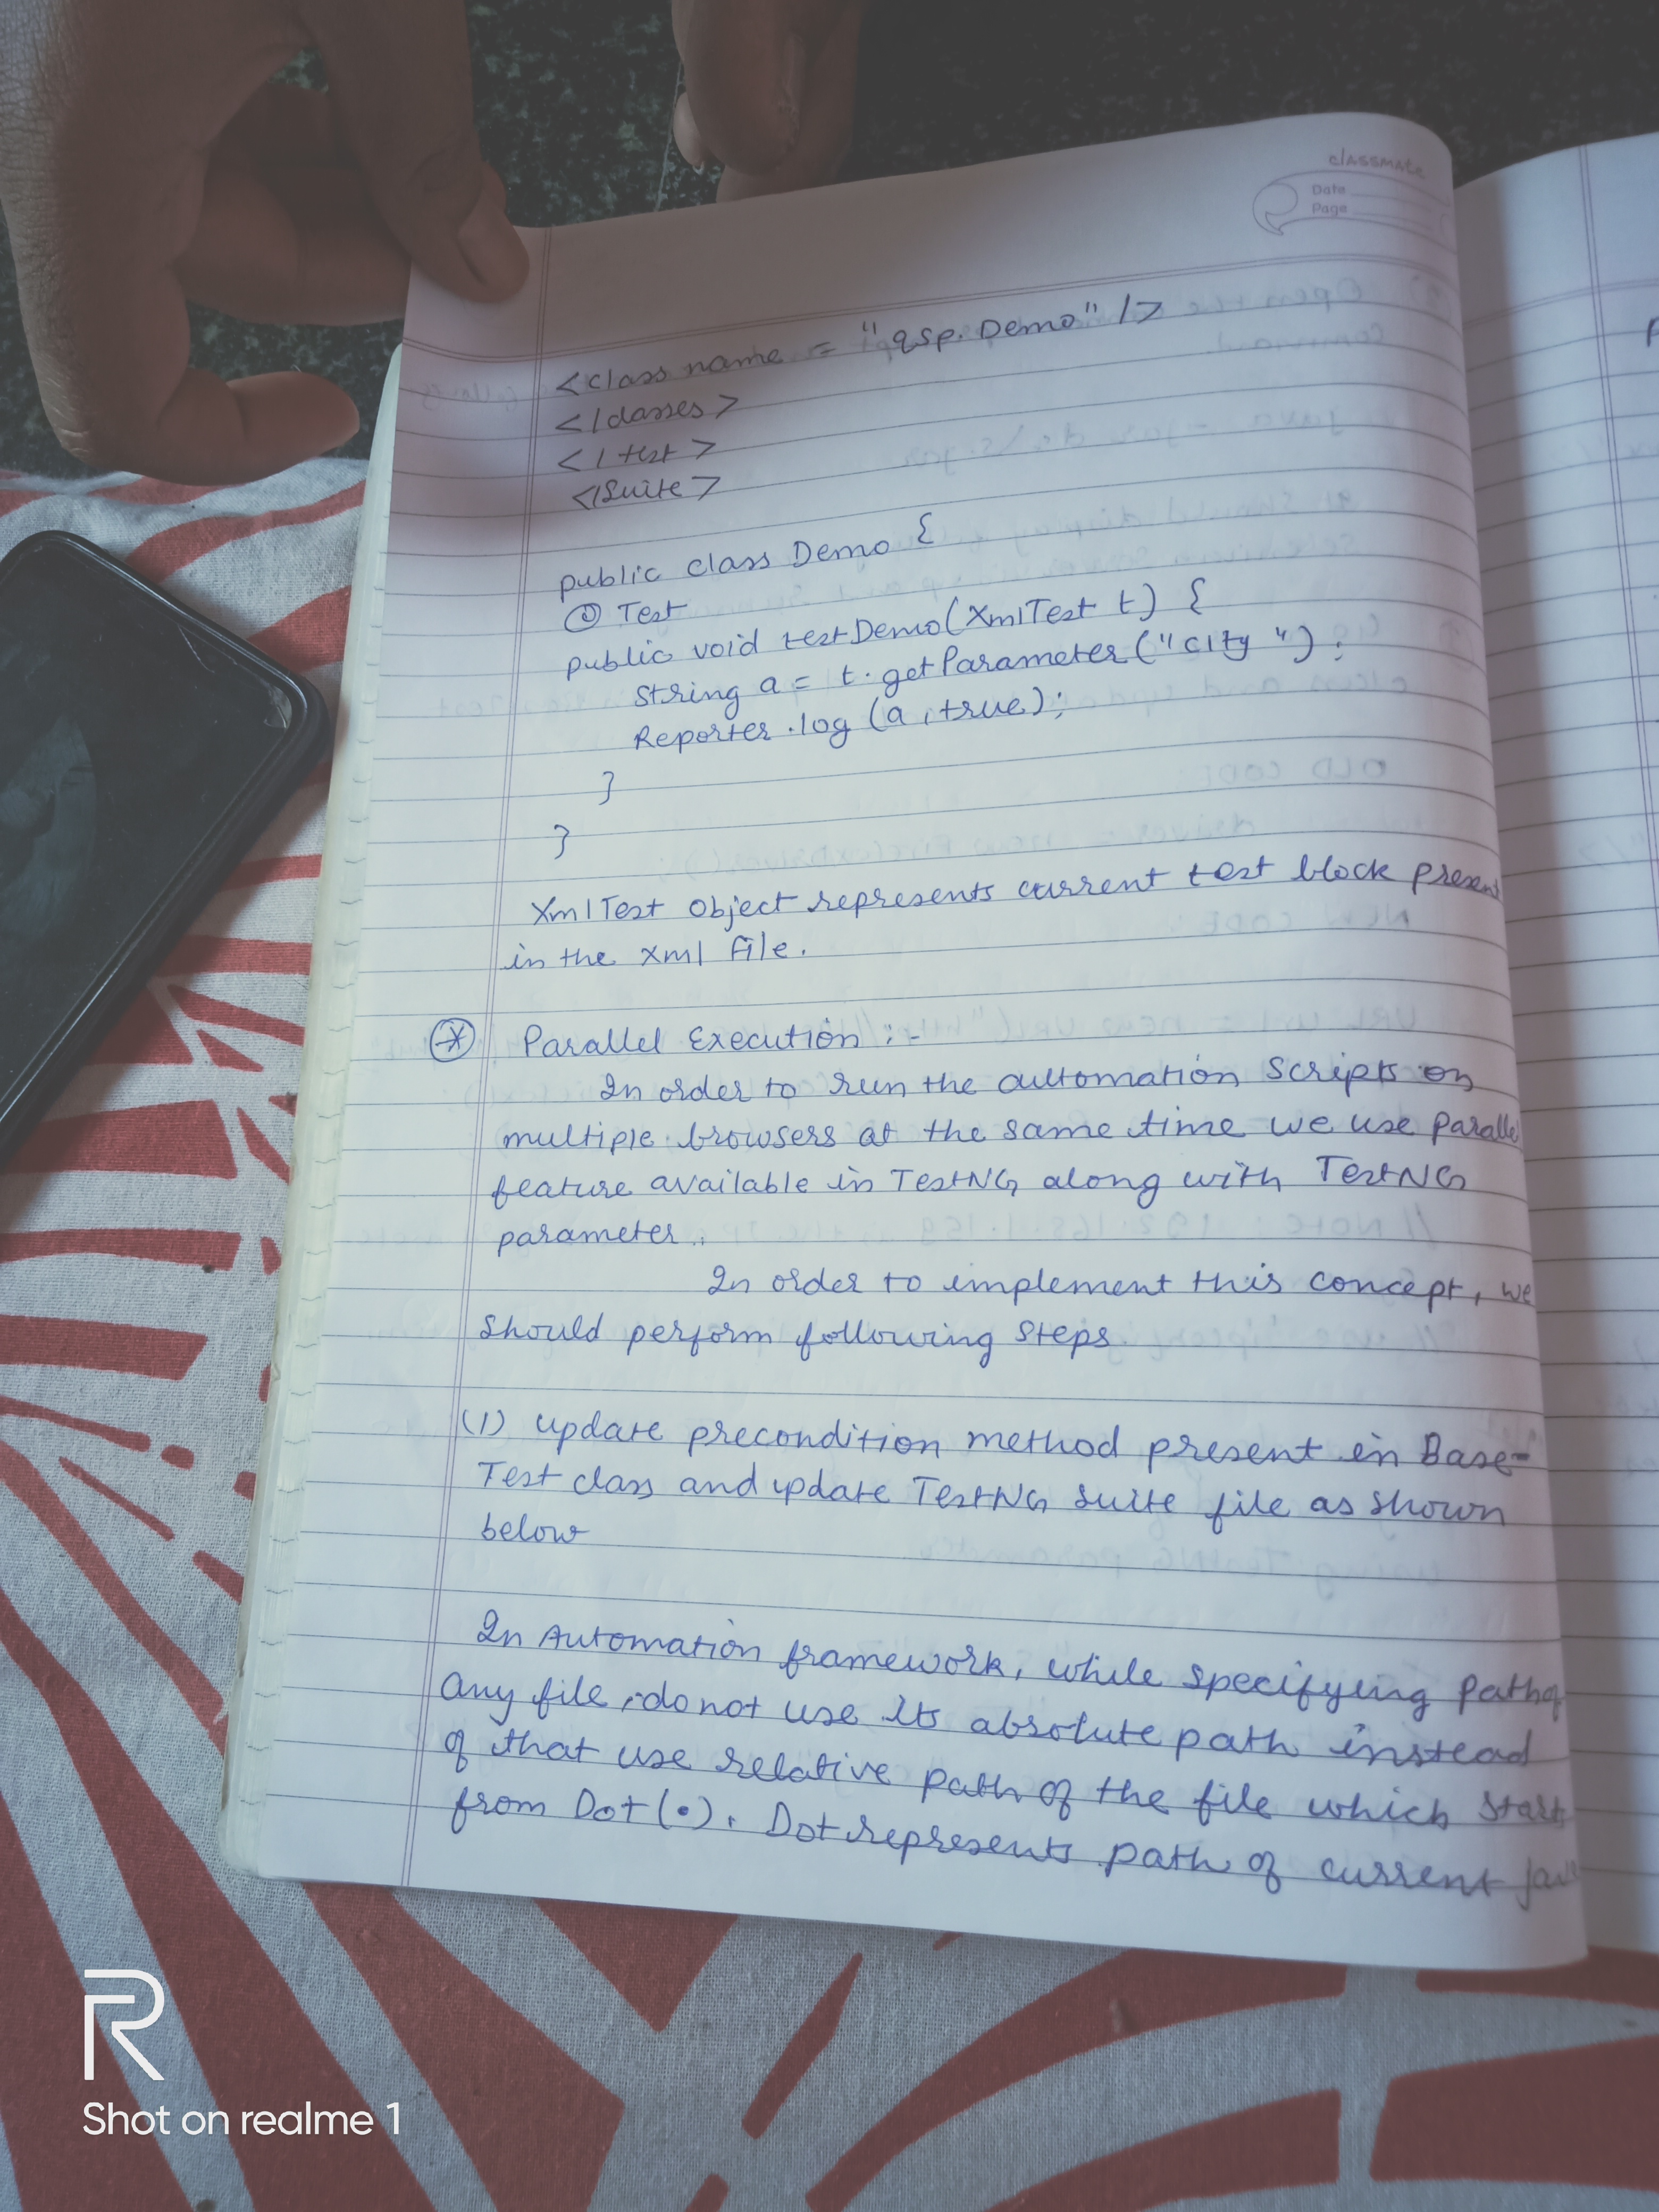 classmate
Date
Page
<class name = "qsp.Demo" />
</classes>
</test>
</Suite>
public class Demo {
@ Test
public void testDemo(XmlTest t) {
String a = t.getParameter("city");
Reporter.log(a, true);
}
}
XmlTest Object represents current test block present
in the xml file.
Parallel Execution :-
In order to run the automation Scripts on
multiple browsers at the same time we use parallel
feature available in TestNG along with TestNG
parameter.
In order to implement this concept, we
should perform following steps
(1) update precondition method present in Base-
Test class and update TestNG suite file as shown
below
In Automation framework, while specifying path of
any file, do not use its absolute path instead
of that use relative path of the file which start
from Dot(.). Dot represents path of current
R
Shot on realme 1